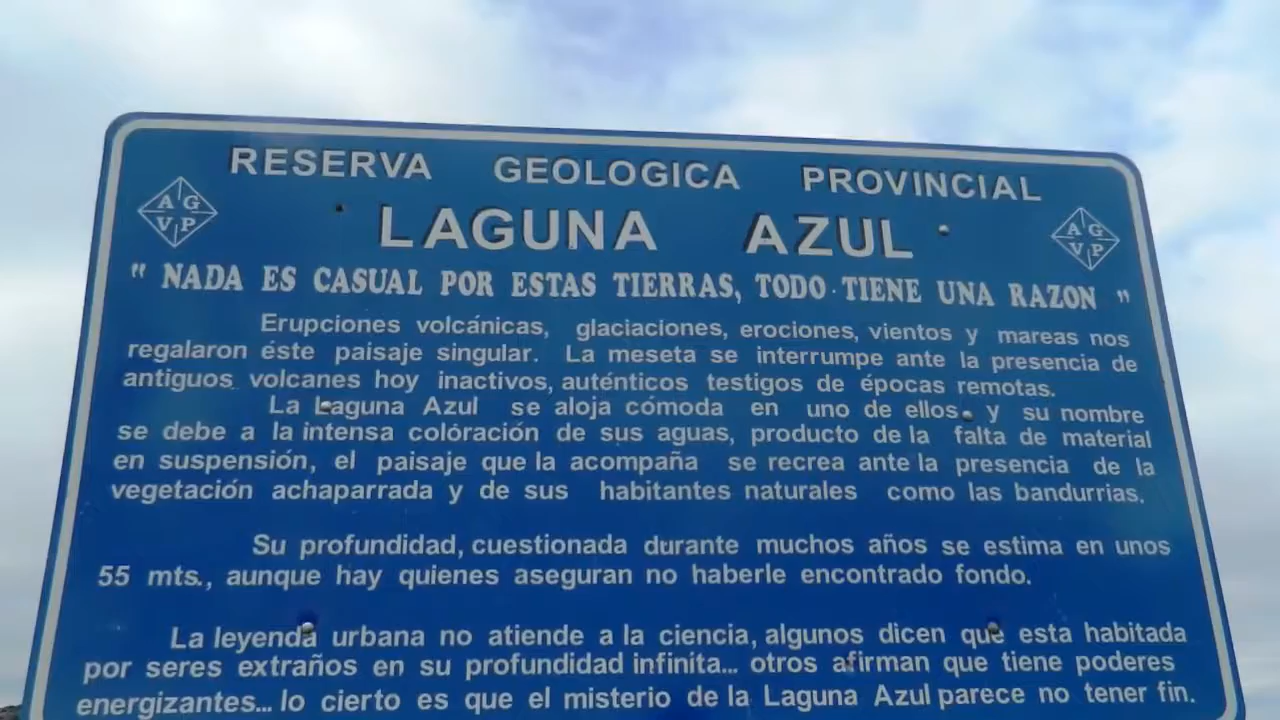 RESERVA GEOLOGICA PROVINCIAL
A G
V P
LAGUNA AZUL
A G
V P
" NADA ES CASUAL POR ESTAS TIERRAS, TODO TIENE UNA RAZON "
Erupciones volcánicas, glaciaciones, erociones, vientos y mareas nos
regalaron éste paisaje singular. La meseta se interrumpe ante la presencia de
antiguos volcanes hoy inactivos, auténticos testigos de épocas remotas.
La Laguna Azul se aloja cómoda en uno de ellos y su nombre
se debe a la intensa colóración de sus aguas, producto de la falta de material
en suspensión, el paisaje que la acompaña se recrea ante la presencia de la
vegetación achaparrada y de sus habitantes naturales como las bandurrias.
Su profundidad, cuestionada durante muchos años se estima en unos
55 mts., aunque hay quienes aseguran no haberle encontrado fondo.
La leyenda urbana no atiende a la ciencia, algunos dicen que esta habitada
por seres extraños en su profundidad infinita... otros afirman que tiene poderes
energizantes... lo cierto es que el misterio de la Laguna Azul parece no tener fin.